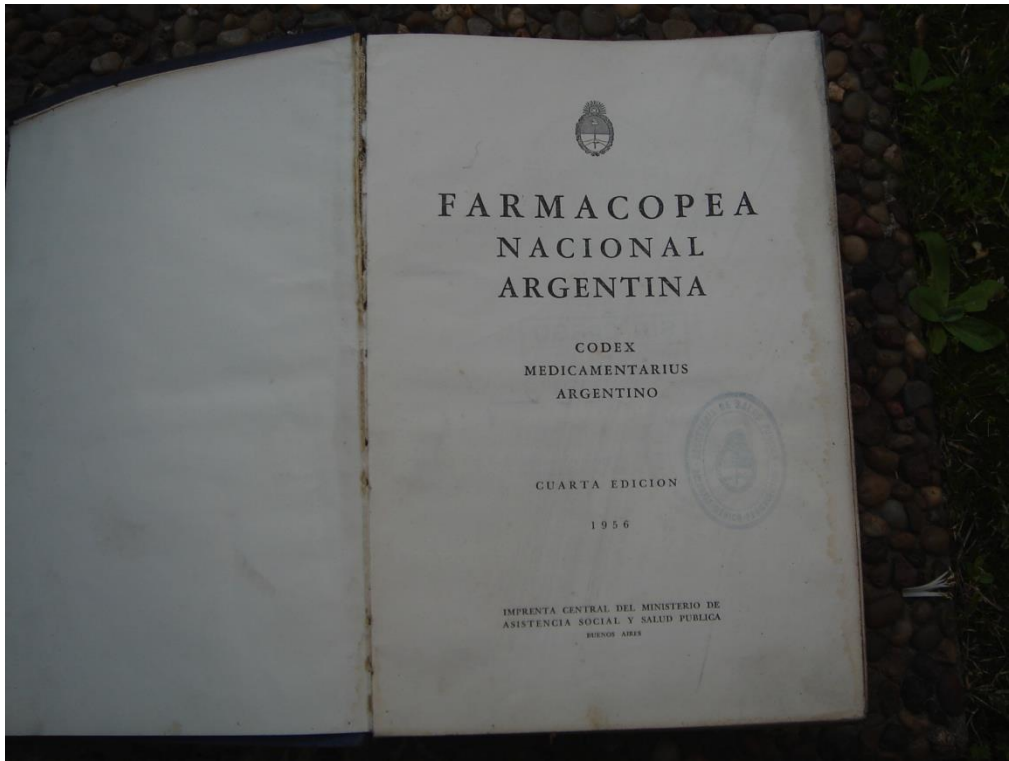 FARMACOPEA
NACIONAL
ARGENTINA
CODEX
MEDICAMENTARIUS
ARGENTINO
CUARTA EDICION
1956
IMPRENTA CENTRAL DEL MINISTERIO DE
ASISTENCIA SOCIAL Y SALUD PUBLICA
BUENOS AIRES